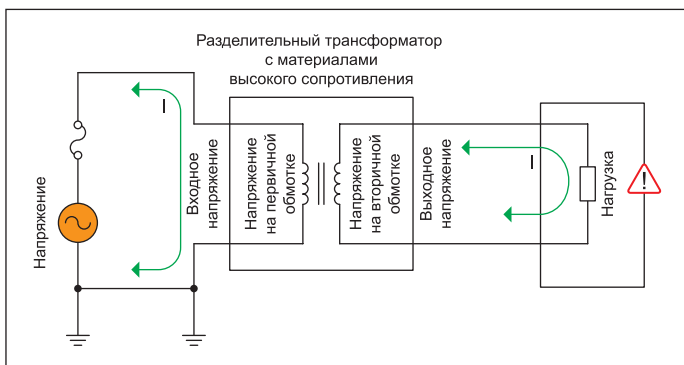 Разделительный трансформатор
с материалами
высокого сопротивления
Напряжение
I
Входное
напряжение
Напряжение
на первичной
обмотке
Напряжение
на вторичной
обмотке
Выходное
напряжение
I
Нагрузка
!